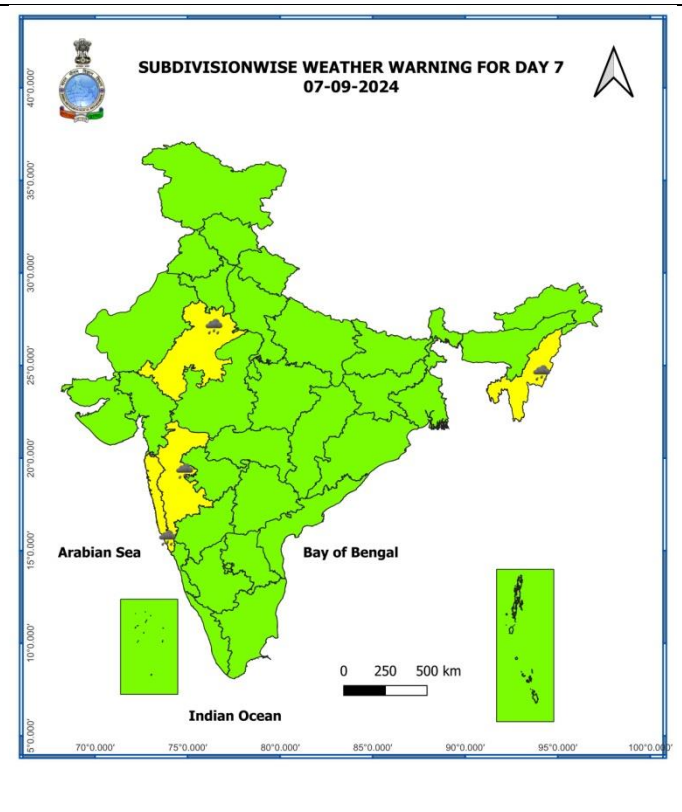 SUBDIVISIONWISE WEATHER WARNING FOR DAY 7
07-09-2024
40°0.000'
35°0.000'
30°0.000'
25°0.000'
20°0.000'
15°0.000'
10°0.000'
5°0.000'
Arabian Sea
Bay of Bengal
0 250 500 km
Indian Ocean
70°0.000' 75°0.000' 80°0.000' 85°0.000' 90°0.000' 95°0.000' 100°0.000'